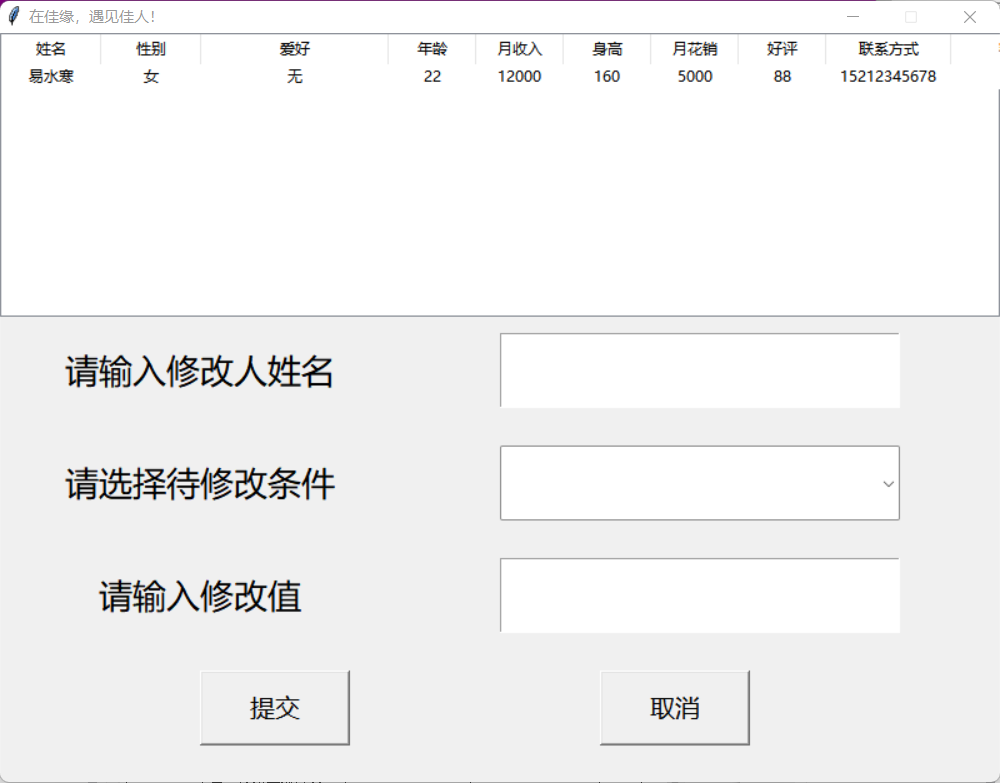 在佳缘，遇见佳人！
姓名 性别 爱好 年龄 月收入 身高 月花销 好评 联系方式
易水寒 女 无 22 12000 160 5000 88 15212345678
请输入修改人姓名
请选择待修改条件
请输入修改值
提交 取消